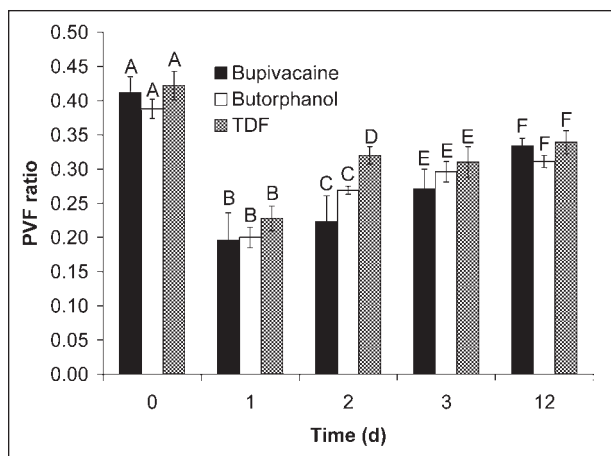 0.50
0.45
0.40
0.35
0.30
0.25
0.20
0.15
0.10
0.05
0.00
PVF ratio
Bupivacaine
Butorphanol
TDF
A A A
B B B
C C D
E E E
F F F
0 1 2 3 12
Time (d)